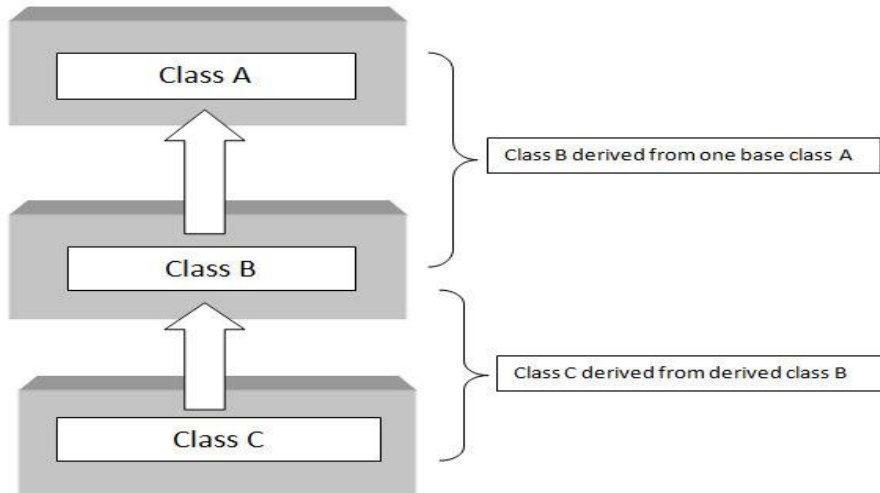 Class A
Class B derived from one base class A
Class B
Class C derived from derived class B
Class C